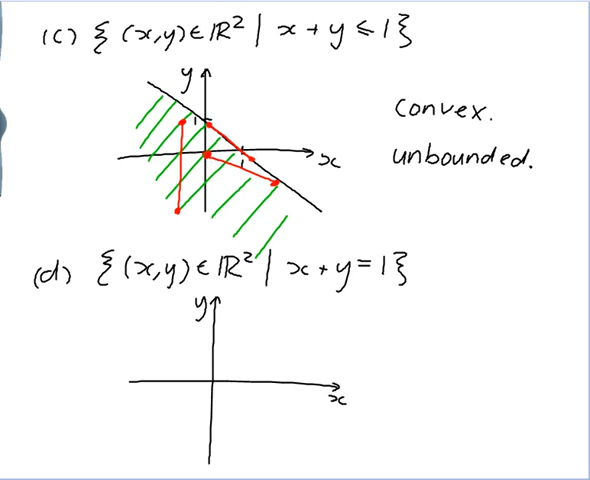 (c) { (x,y) ∈ ℝ² | x + y ⩽ 1 }
y
1
convex.
x
1
unbounded.
(d) { (x,y) ∈ ℝ² | x + y = 1 }
y
x